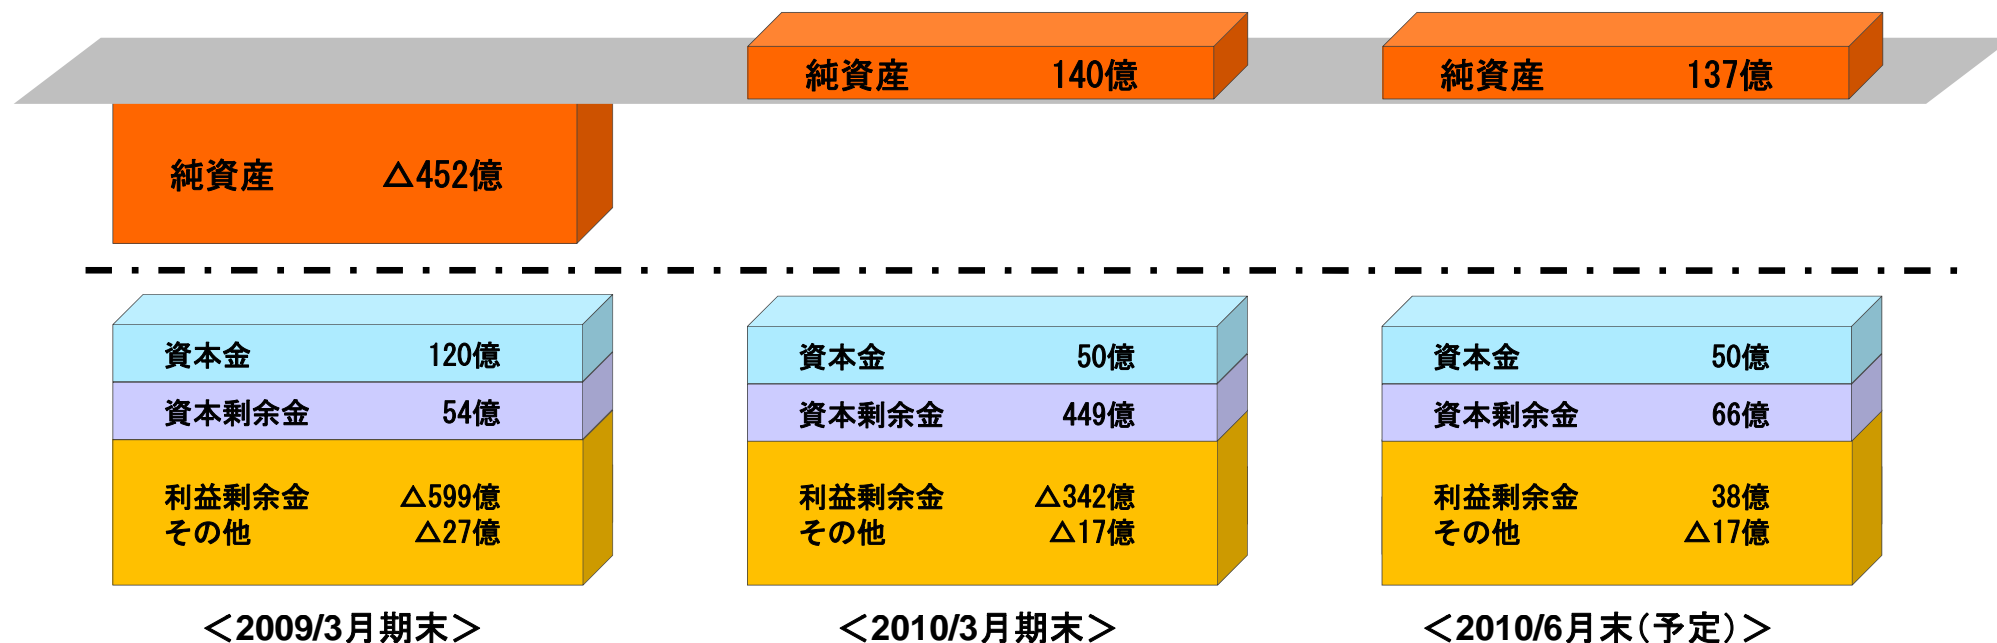 純資産 140億
純資産 137億
純資産 △452億
資本金 120億
資本剰余金 54億
利益剰余金 △599億
その他 △27億
<2009/3月期末>
資本金 50億
資本剰余金 449億
利益剰余金 △342億
その他 △17億
<2010/3月期末>
資本金 50億
資本剰余金 66億
利益剰余金 38億
その他 △17億
<2010/6月末(予定)>